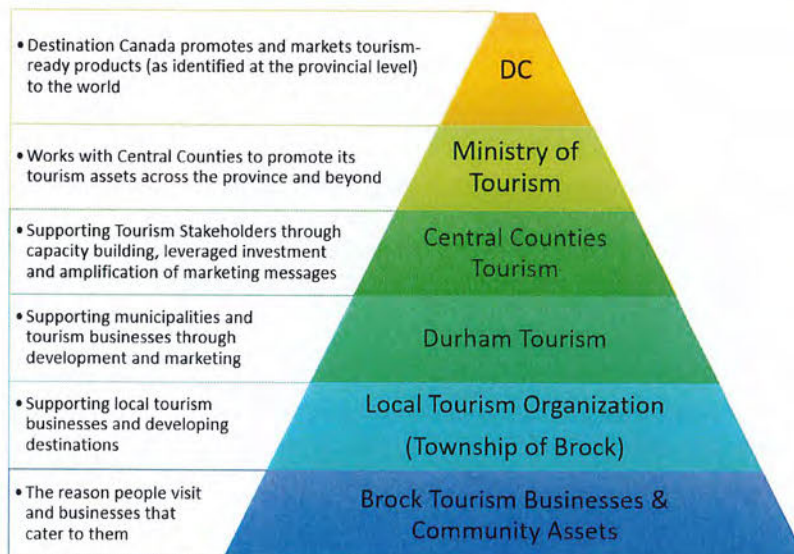 • Destination Canada promotes and markets tourism-
ready products (as identified at the provincial level)
to the world
DC
• Works with Central Counties to promote its
tourism assets across the province and beyond
Ministry of
Tourism
• Supporting Tourism Stakeholders through
capacity building, leveraged investment
and amplification of marketing messages
Central Counties
Tourism
• Supporting municipalities and
tourism businesses through
development and marketing
Durham Tourism
• Supporting local tourism
businesses and developing
destinations
Local Tourism Organization
(Township of Brock)
• The reason people visit
and businesses that
cater to them
Brock Tourism Businesses &
Community Assets